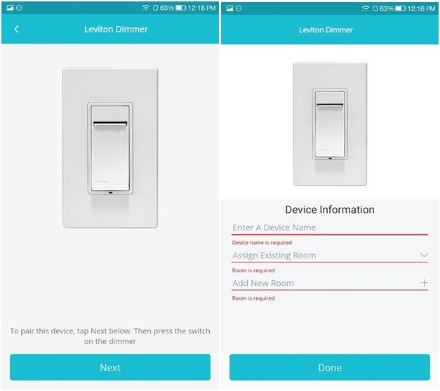 63% 12:16 PM
Leviton Dimmer
To pair this device, tap Next below. Then press the switch
on the dimmer
Next
63% 12:16 PM
Leviton Dimmer
Device Information
Enter A Device Name
Device name is required
Assign Existing Room
Room is required
Add New Room
Room is required
Done